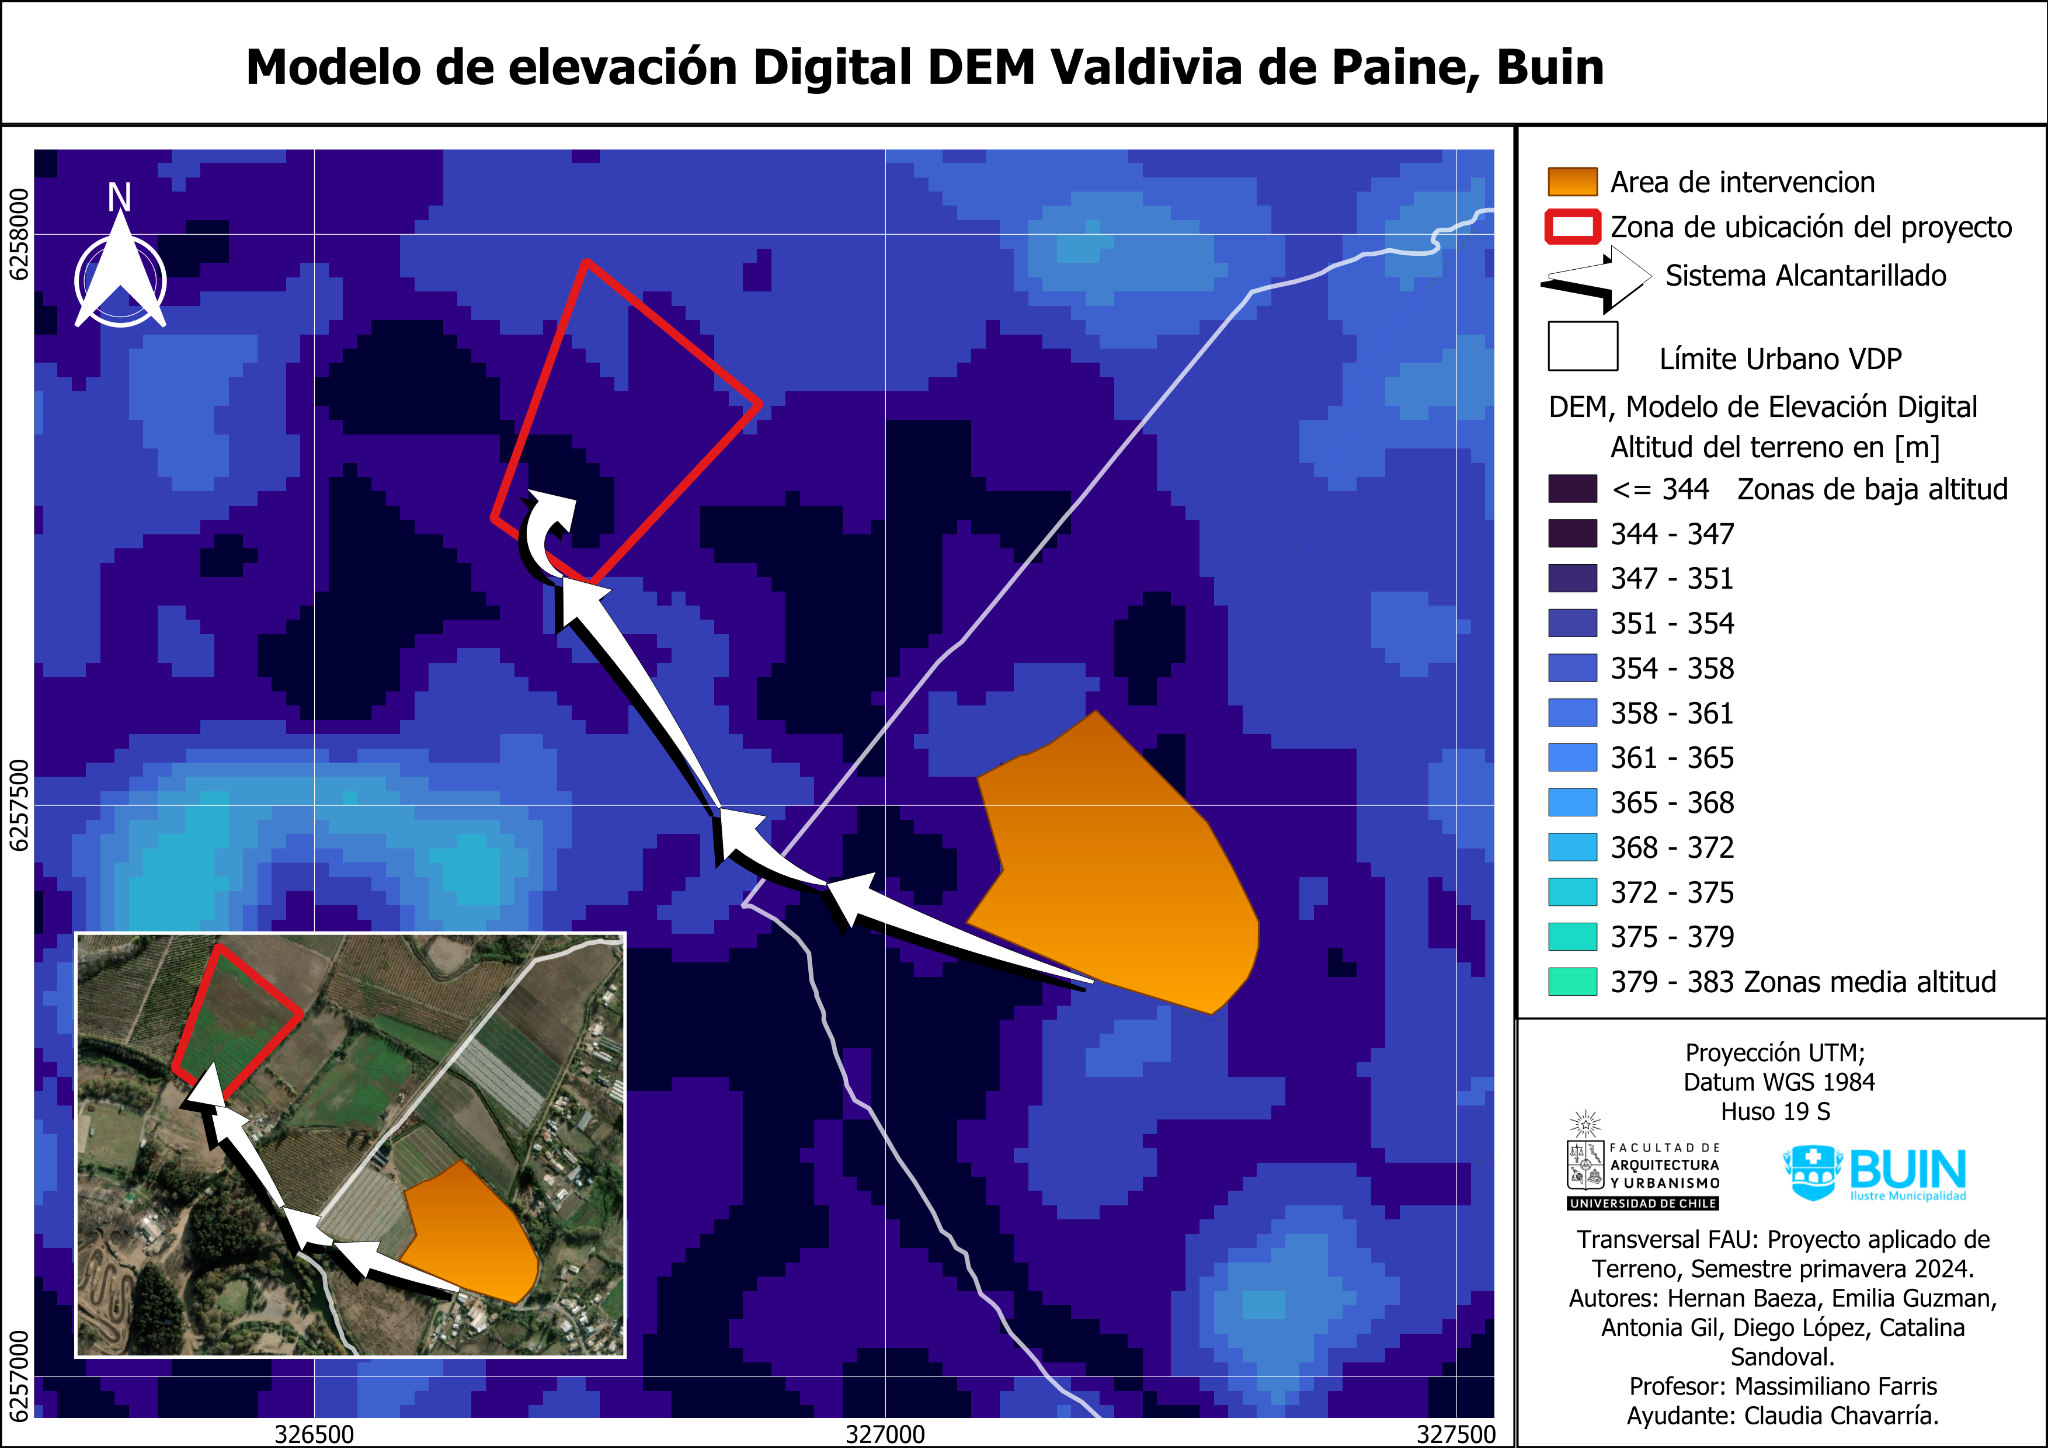 Modelo de elevación Digital DEM Valdivia de Paine, Buin
N
6258000
6257500
6257000
326500
327000
327500
Area de intervencion
Zona de ubicación del proyecto
Sistema Alcantarillado
Límite Urbano VDP
DEM, Modelo de Elevación Digital
Altitud del terreno en [m]
<= 344 Zonas de baja altitud
344 - 347
347 - 351
351 - 354
354 - 358
358 - 361
361 - 365
365 - 368
368 - 372
372 - 375
375 - 379
379 - 383 Zonas media altitud
Proyección UTM;
Datum WGS 1984
Huso 19 S
FACULTAD DE
ARQUITECTURA
Y URBANISMO
UNIVERSIDAD DE CHILE
BUIN
Ilustre Municipalidad
Transversal FAU: Proyecto aplicado de
Terreno, Semestre primavera 2024.
Autores: Hernan Baeza, Emilia Guzman,
Antonia Gil, Diego López, Catalina
Sandoval.
Profesor: Massimiliano Farris
Ayudante: Claudia Chavarría.